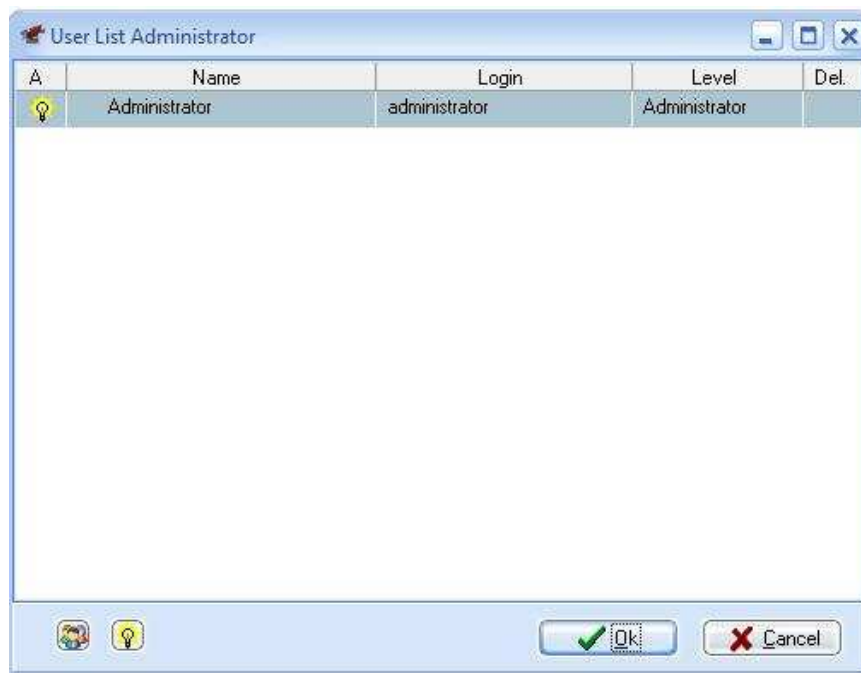 User List Administrator
A Name Login Level Del.
Administrator administrator Administrator
Ok Cancel